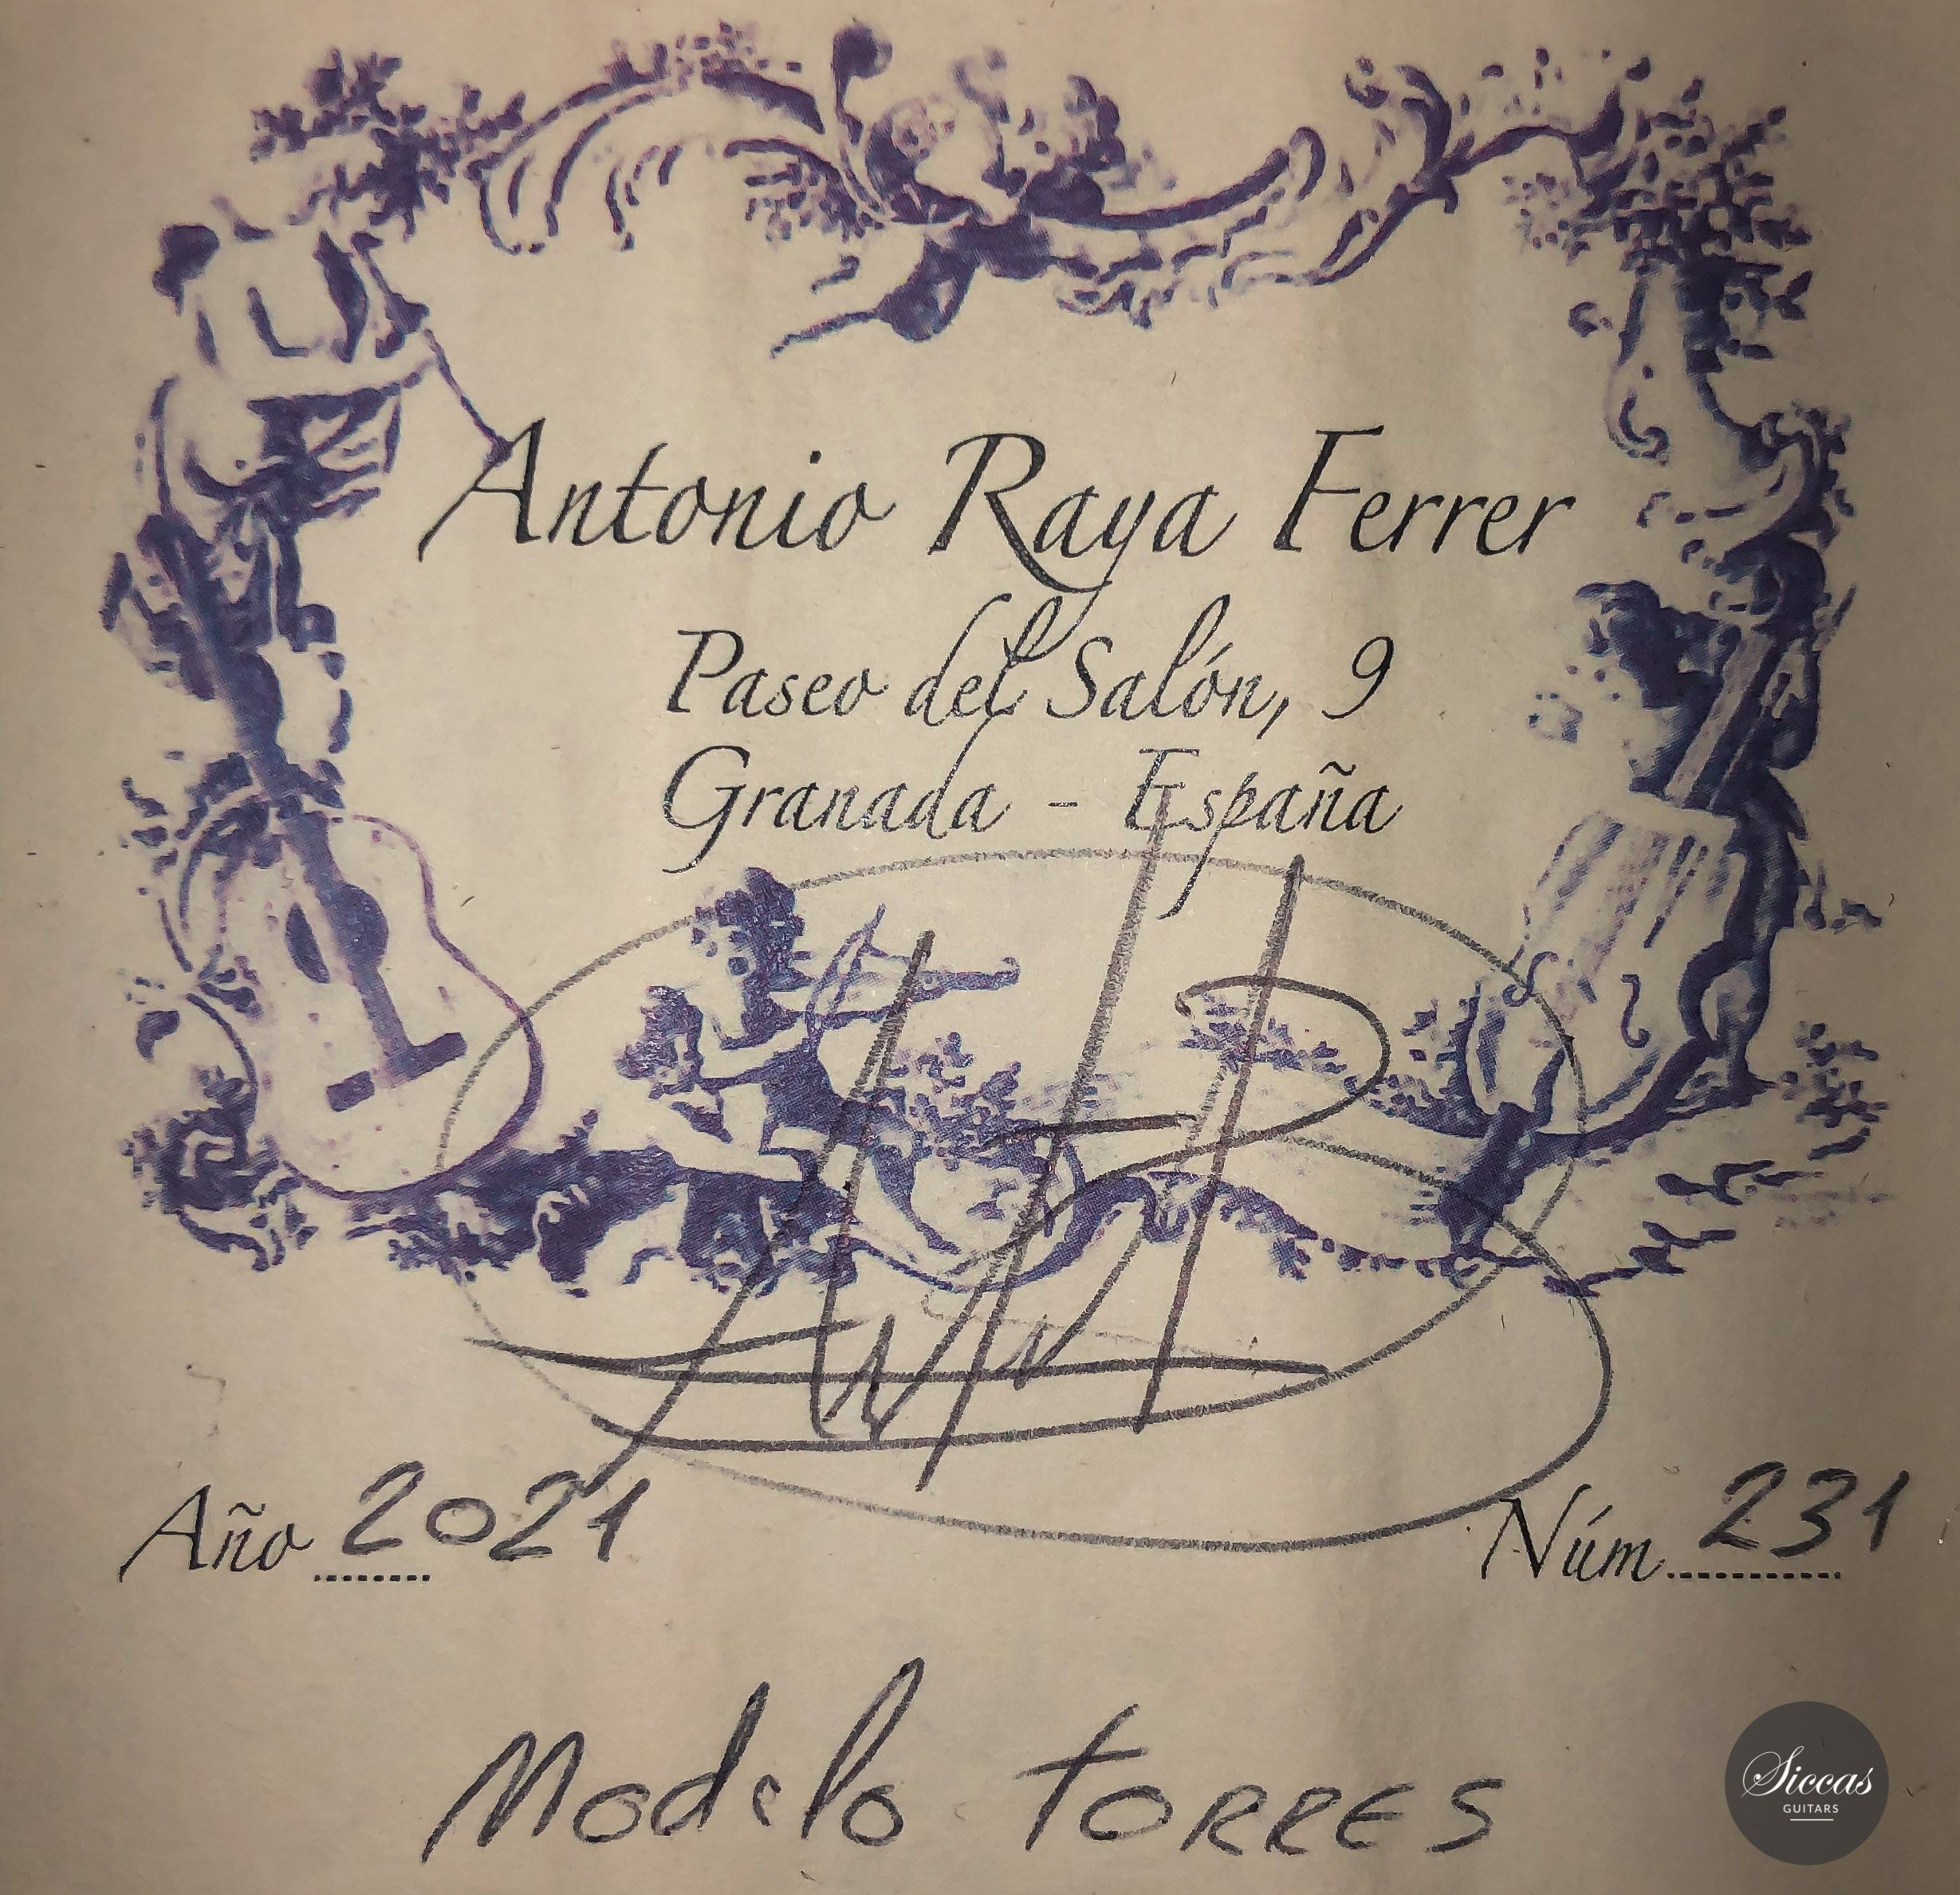 Antonio Raya Ferrer
Paseo del Salón, 9
Granada - España
Año 2021
Núm 231
Modelo TORRES
Siccas
GUITARS